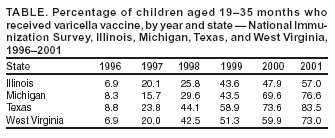 TABLE. Percentage of children aged 19–35 months who
received varicella vaccine, by year and state — National Immu-
nization Survey, Illinois, Michigan, Texas, and West Virginia,
1996–2001
State 1996 1997 1998 1999 2000 2001
Illinois 6.9 20.1 25.8 43.6 47.9 57.0
Michigan 8.3 15.7 29.6 43.5 69.6 76.6
Texas 8.8 23.8 44.1 58.9 73.6 83.5
West Virginia 6.9 20.0 42.5 51.3 59.9 73.0